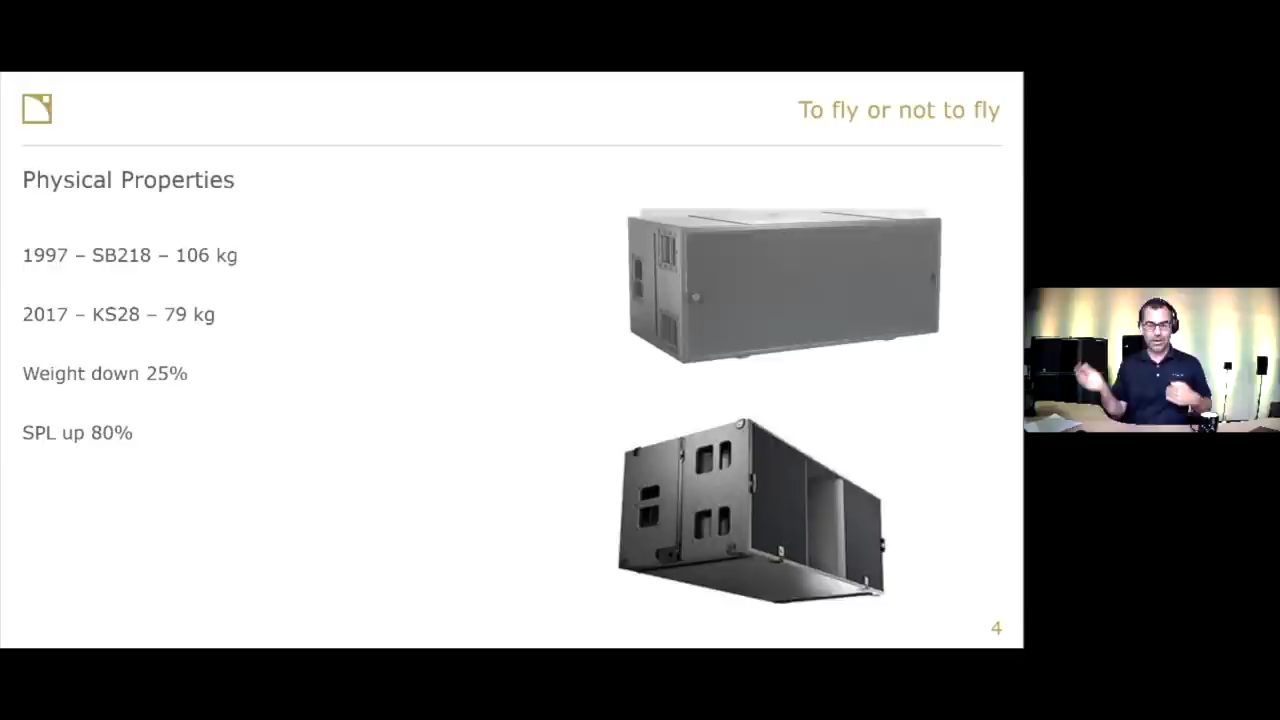 To fly or not to fly
Physical Properties
1997 – SB218 – 106 kg
2017 – KS28 – 79 kg
Weight down 25%
SPL up 80%
4